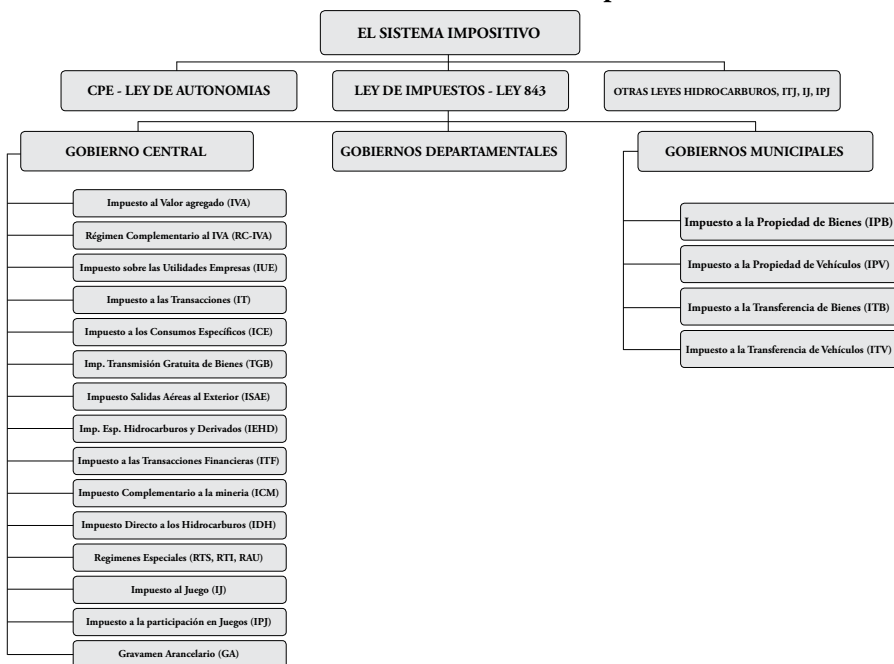 EL SISTEMA IMPOSITIVO
CPE - LEY DE AUTONOMIAS
LEY DE IMPUESTOS - LEY 843
OTRAS LEYES HIDROCARBUROS, ITJ, IJ, IPJ
GOBIERNO CENTRAL
GOBIERNOS DEPARTAMENTALES
GOBIERNOS MUNICIPALES
Impuesto al Valor agregado (IVA)
Régimen Complementario al IVA (RC-IVA)
Impuesto sobre las Utilidades Empresas (IUE)
Impuesto a las Transacciones (IT)
Impuesto a los Consumos Específicos (ICE)
Imp. Transmisión Gratuita de Bienes (TGB)
Impuesto Salidas Aéreas al Exterior (ISAE)
Imp. Esp. Hidrocarburos y Derivados (IEHD)
Impuesto a las Transacciones Financieras (ITF)
Impuesto Complementario a la mineria (ICM)
Impuesto Directo a los Hidrocarburos (IDH)
Regimenes Especiales (RTS, RTI, RAU)
Impuesto al Juego (IJ)
Impuesto a la participación en Juegos (IPJ)
Gravamen Arancelario (GA)
Impuesto a la Propiedad de Bienes (IPB)
Impuesto a la Propiedad de Vehículos (IPV)
Impuesto a la Transferencia de Bienes (ITB)
Impuesto a la Transferencia de Vehículos (ITV)